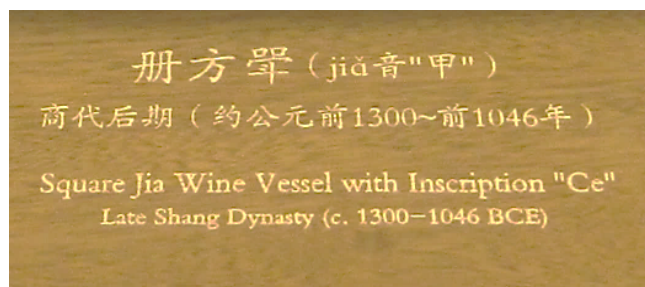 册方斝（jiǎ音"甲"）
商代后期（约公元前1300~前1046年）
Square Jia Wine Vessel with Inscription "Ce"
Late Shang Dynasty (c. 1300-1046 BCE)